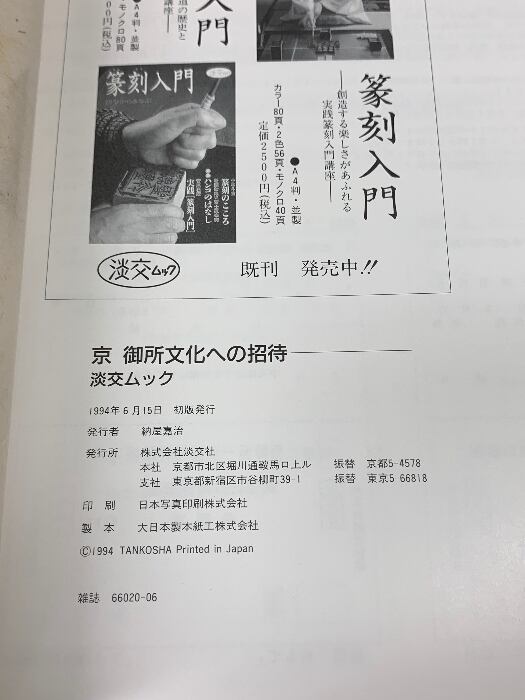 入門
道の歴史と
講座――
●A4判・並製
モノクロ80頁
00円(税込)
篆刻入門
――創造する楽しさがあふれる
実践篆刻入門講座――
●A4判・並製
カラー80頁・2色56頁・モノクロ40頁
定価2500円(税込)
篆刻入門
篆刻のこころ
ハンコのはなし
実践【篆刻入門】
淡交ムック
既刊 発売中!!
京 御所文化への招待
淡交ムック
1994年6月15日 初版発行
発行者 納屋嘉治
発行所 株式会社淡交社
本社 京都市北区堀川通鞍馬口上ル 振替 京都5-4578
支社 東京都新宿区市谷柳町39-1 振替 東京5-66818
印刷 日本写真印刷株式会社
製本 大日本製本紙工株式会社
©1994 TANKOSHA Printed in Japan
雑誌 66020-06